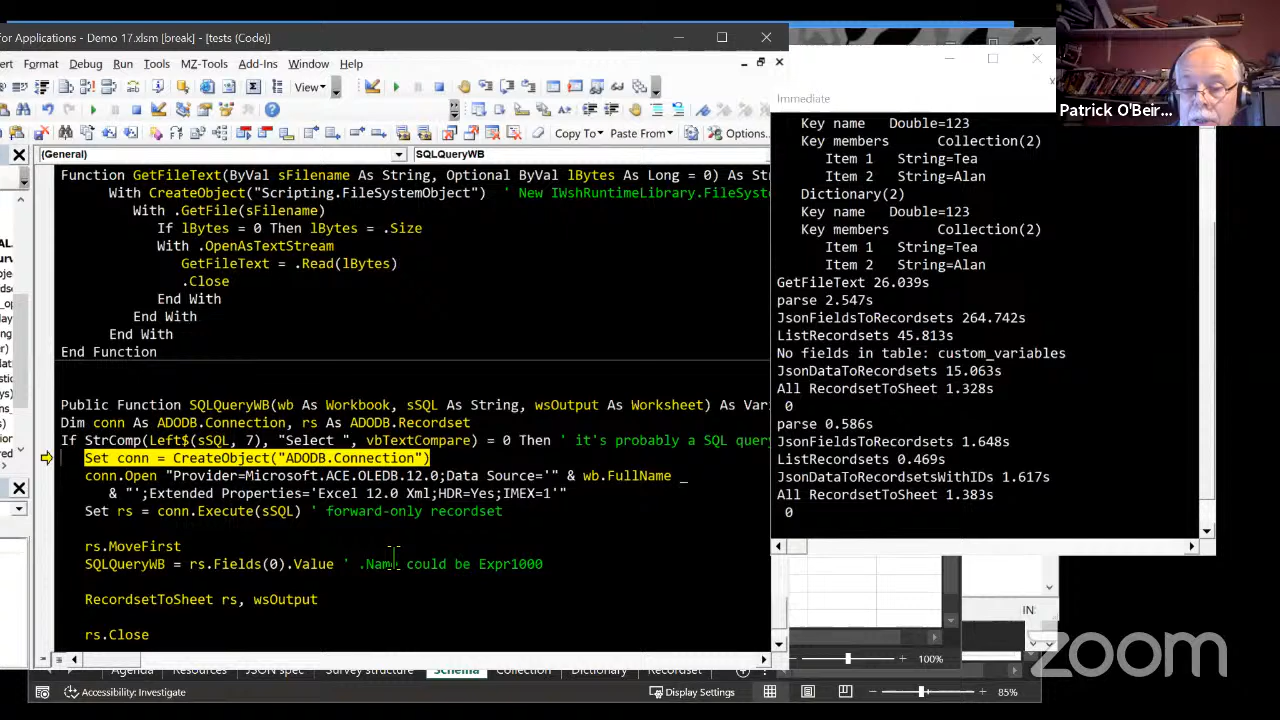 for Applications - Demo 17.xlsm [break] - [tests (Code)]
ert Format Debug Run Tools MZ-Tools Add-Ins Window Help
View
Copy To Paste From Options.
(General) SQLQueryWB
Function GetFileText(ByVal sFilename As String, Optional ByVal lBytes As Long = 0) As Str
With CreateObject("Scripting.FileSystemObject") ' New IWshRuntimeLibrary.FileSystem
With .GetFile(sFilename)
If lBytes = 0 Then lBytes = .Size
With .OpenAsTextStream
GetFileText = .Read(lBytes)
.Close
End With
End With
End With
End Function
Public Function SQLQueryWB(wb As Workbook, sSQL As String, wsOutput As Worksheet) As Var
Dim conn As ADODB.Connection, rs As ADODB.Recordset
If StrComp(Left$(sSQL, 7), "Select ", vbTextCompare) = 0 Then ' it's probably a SQL query
Set conn = CreateObject("ADODB.Connection")
conn.Open "Provider=Microsoft.ACE.OLEDB.12.0;Data Source='" & wb.FullName _
& "';Extended Properties='Excel 12.0 Xml;HDR=Yes;IMEX=1'"
Set rs = conn.Execute(sSQL) ' forward-only recordset
rs.MoveFirst
SQLQueryWB = rs.Fields(0).Value ' .Name could be Expr1000
RecordsetToSheet rs, wsOutput
rs.Close
Immediate
Key name Double=123
Key members Collection(2)
Item 1 String=Tea
Item 2 String=Alan
Dictionary(2)
Key name Double=123
Key members Collection(2)
Item 1 String=Tea
Item 2 String=Alan
GetFileText 26.039s
parse 2.547s
JsonFieldsToRecordsets 264.742s
ListRecordsets 45.813s
No fields in table: custom_variables
JsonDataToRecordsets 15.063s
All RecordsetToSheet 1.328s
0
parse 0.586s
JsonFieldsToRecordsets 1.648s
ListRecordsets 0.469s
JsonDataToRecordsetsWithIDs 1.617s
All RecordsetToSheet 1.383s
0
Patrick O'Beir...
IN:
100%
Agenda Resources JSON spec Survey structure Schema Collection Dictionary Recordset
Accessibility: Investigate Display Settings 85%
zoom